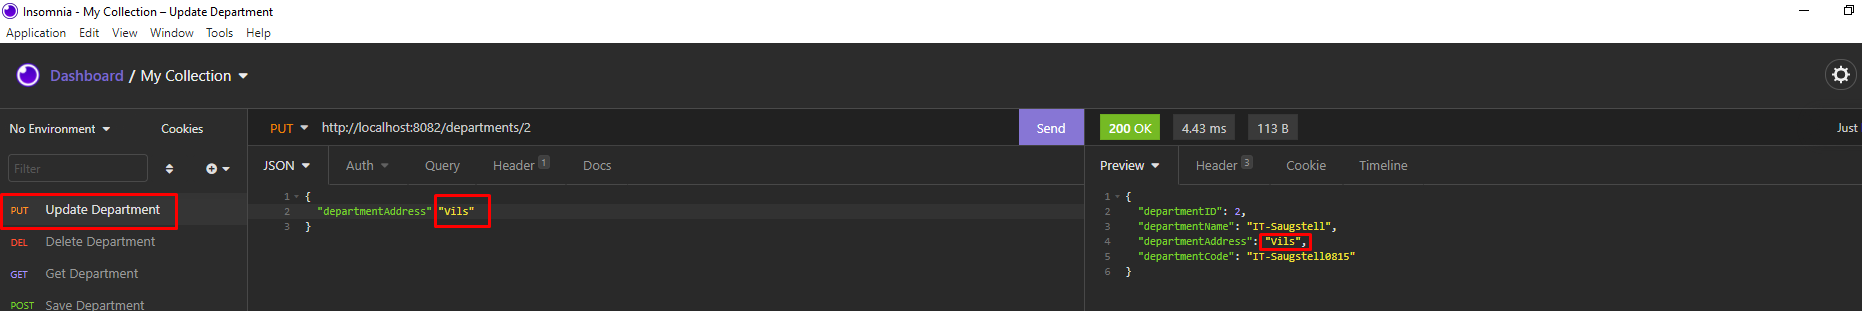 Insomnia - My Collection – Update Department
Application Edit View Window Tools Help
Dashboard / My Collection
No Environment Cookies
Filter
PUT Update Department
DEL Delete Department
GET Get Department
POST Save Department
PUT http://localhost:8082/departments/2 Send
JSON Auth Query Header 1 Docs
1 {
2 "departmentAddress" "Vils"
3 }
200 OK 4.43 ms 113 B Just
Preview Header 3 Cookie Timeline
1 {
2 "departmentID": 2,
3 "departmentName": "IT-Saugstell",
4 "departmentAddress": "Vils",
5 "departmentCode": "IT-Saugstell0815"
6 }